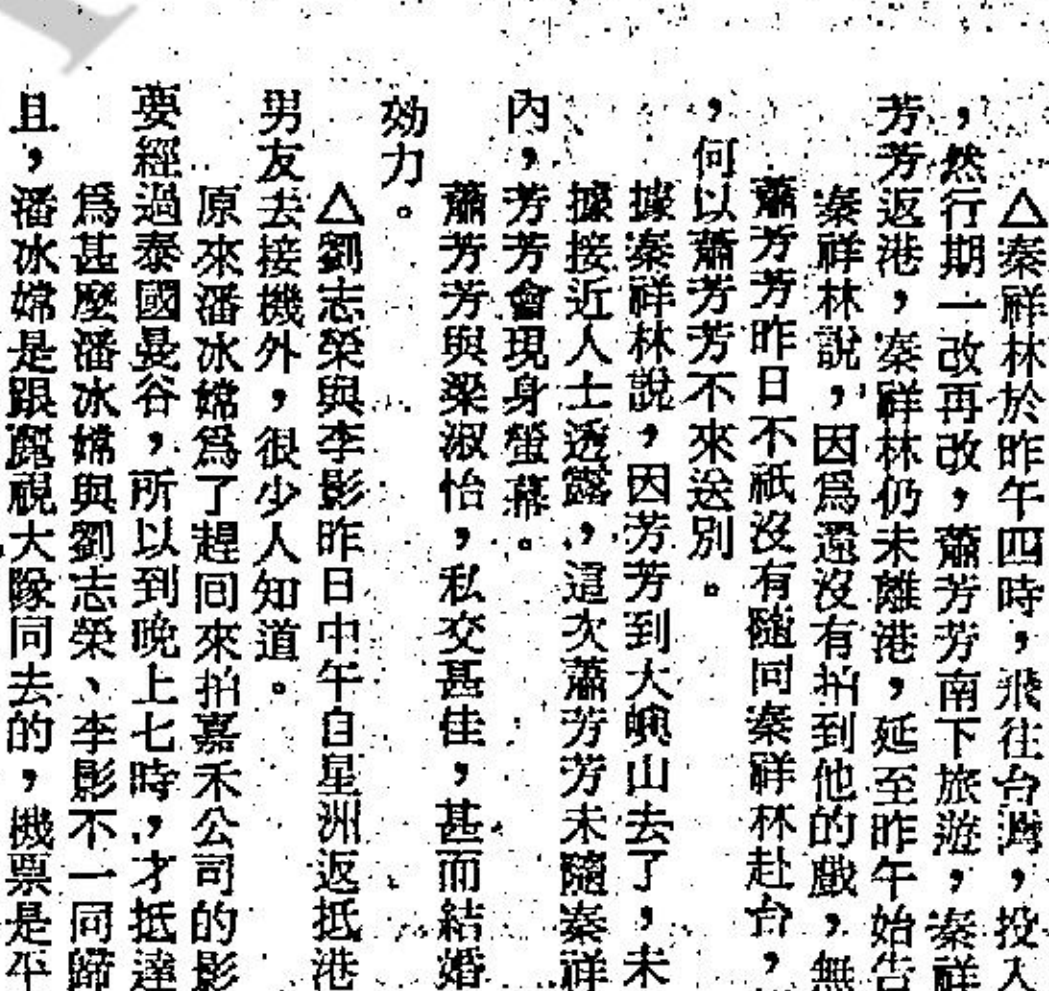 △秦祥林於昨午四時，飛往台灣，投入
，然行期一改再改，蕭芳芳南下旅遊，秦祥
芳芳返港，秦祥林仍未離港，延至昨午始告
秦祥林說，因爲還沒有拍到他的戲，無
蕭芳芳昨日不祇沒有隨同秦祥林赴台，
，何以蕭芳芳不來送別。
據秦祥林說，因芳芳到大嶼山去了，未
據接近人士透露，這次蕭芳芳未隨秦祥
內，芳芳會現身螢幕。
蕭芳芳與梁淑怡，私交甚佳，甚而結婚
効力。
△劉志榮與李影昨日中午自星洲返抵港
男友去接機外，很少人知道。
原來潘冰嫦爲了趕回來拍嘉禾公司的影
要經過泰國曼谷，所以到晚上七時，才抵達
爲甚麼潘冰嫦與劉志榮、李影不一同歸
且，潘冰嫦是跟麗視大隊同去的，機票是